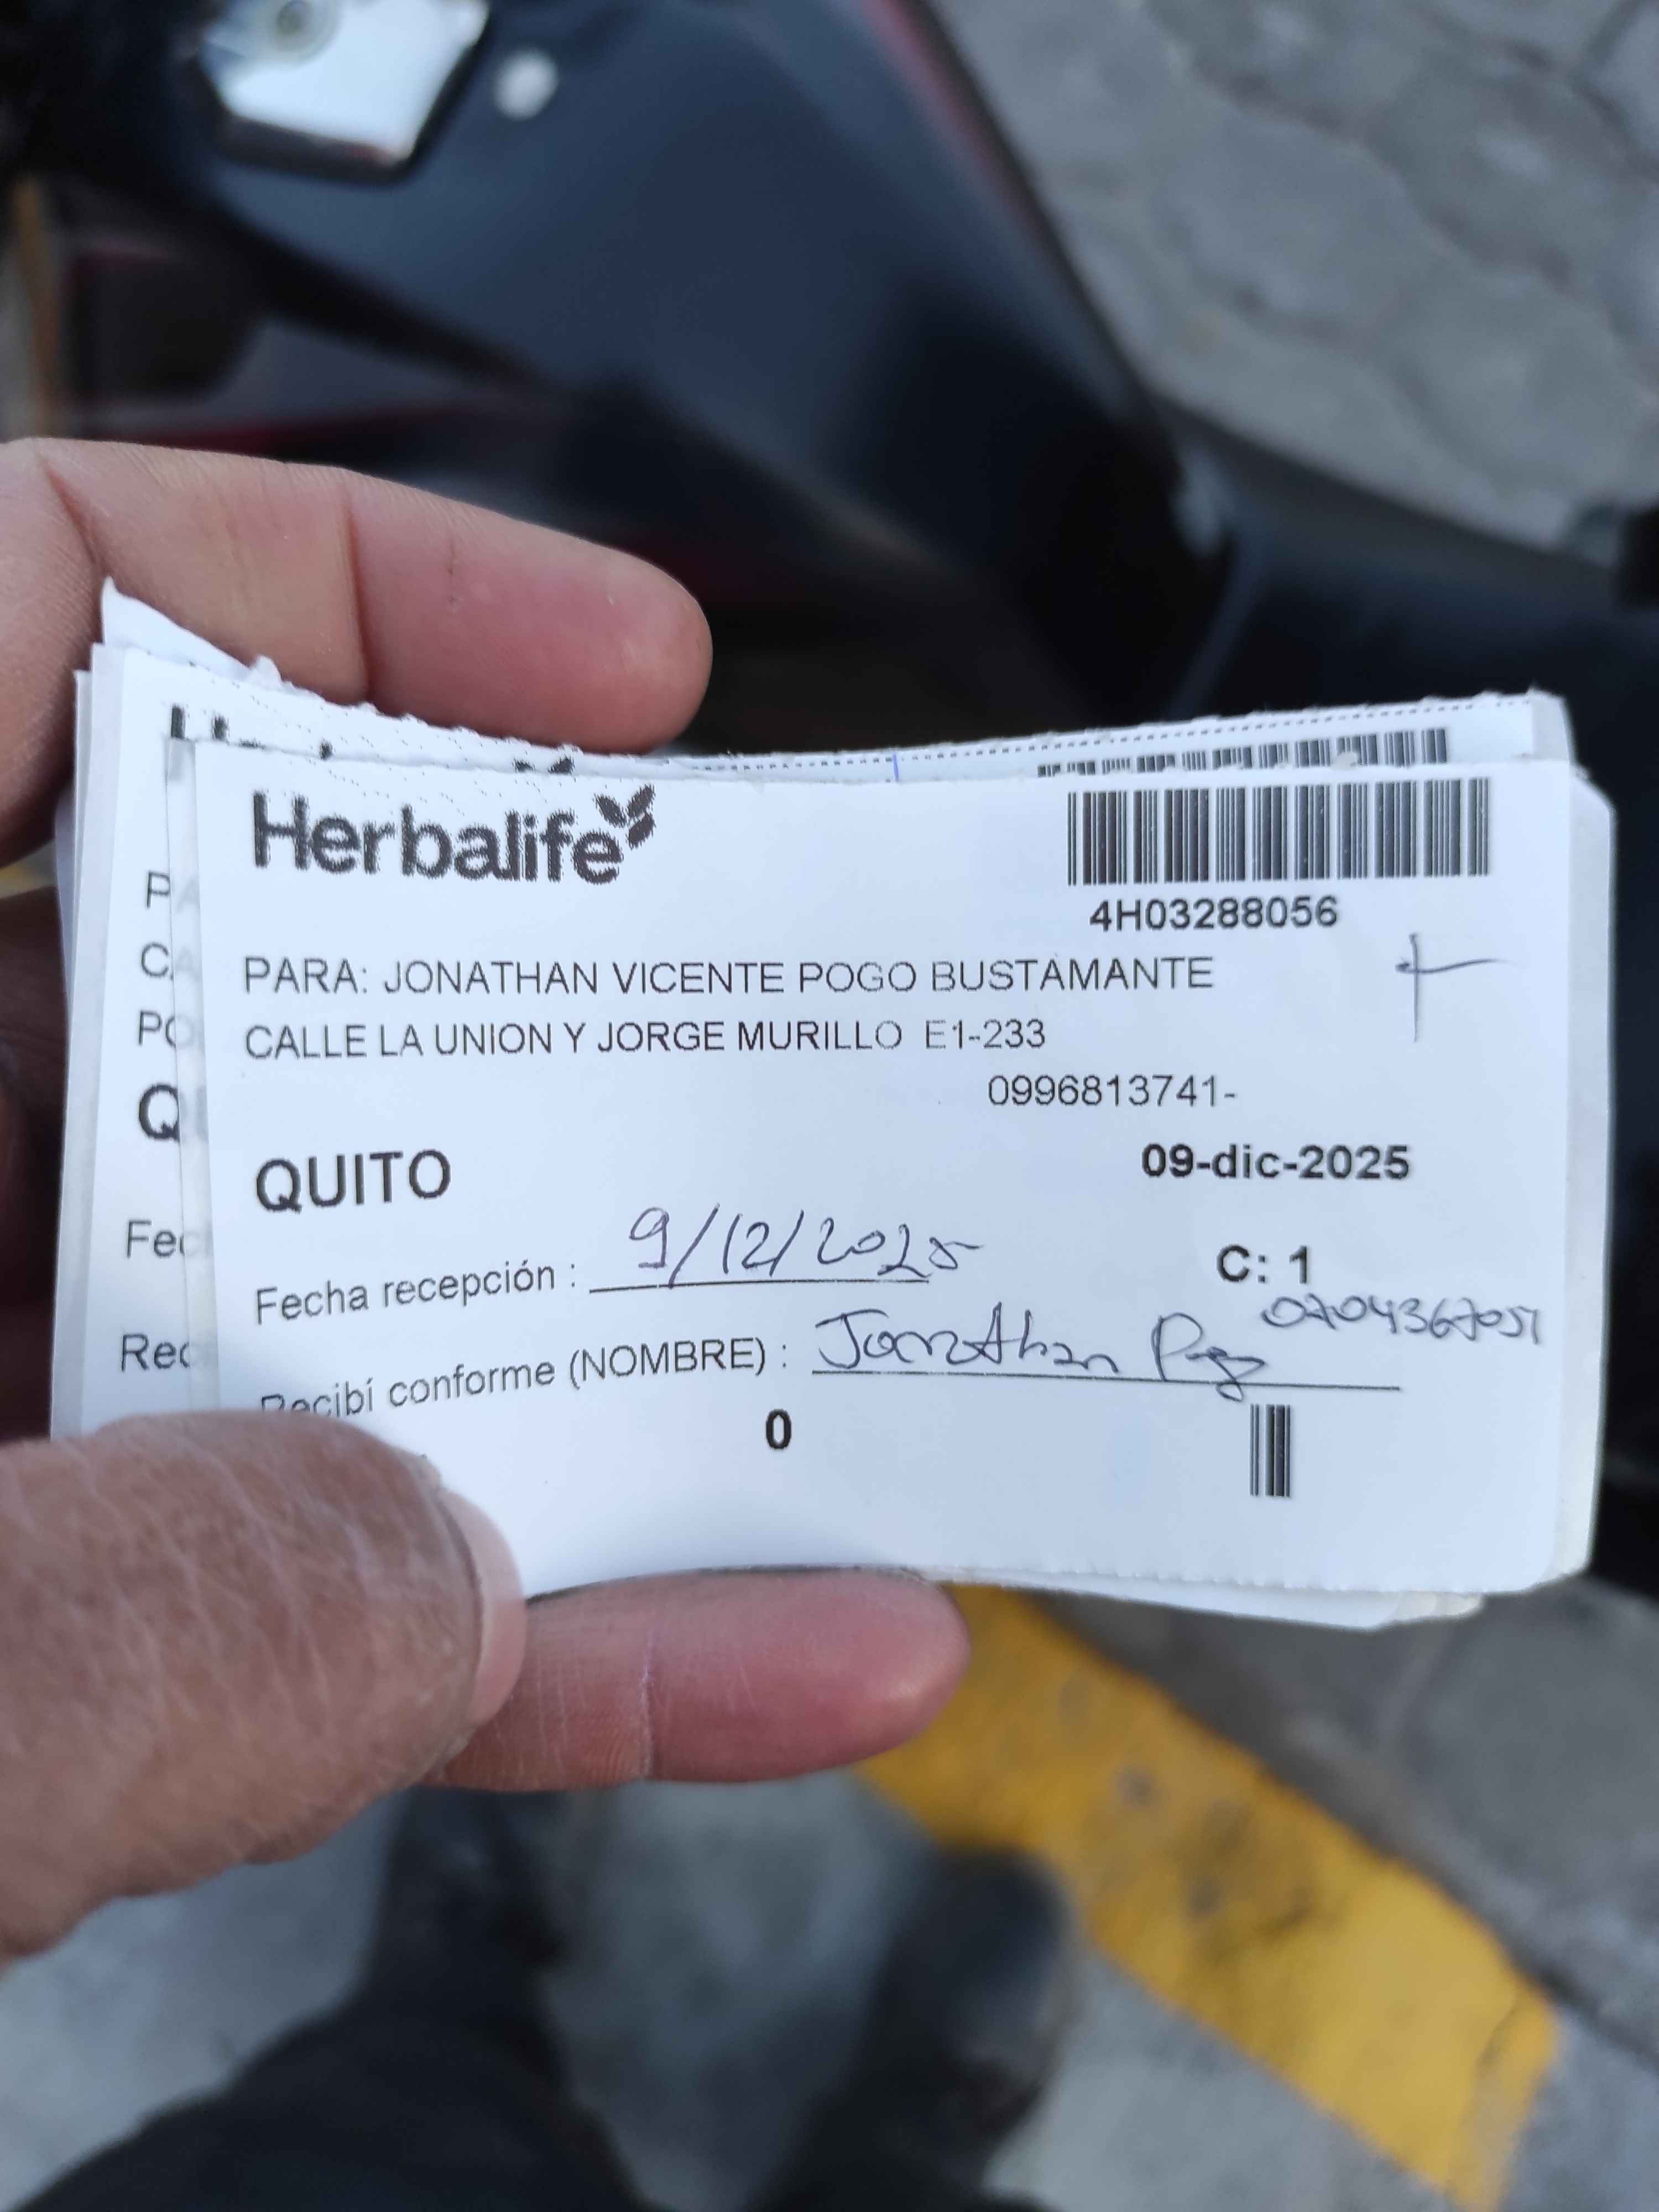 Herbalife
4H03288056
PARA: JONATHAN VICENTE POGO BUSTAMANTE
CALLE LA UNION Y JORGE MURILLO E1-233
0996813741-
QUITO
09-dic-2025
Fecha recepción : 9/12/2025
C: 1
0704367051
Recibí conforme (NOMBRE) : Jonathan Pogo
0